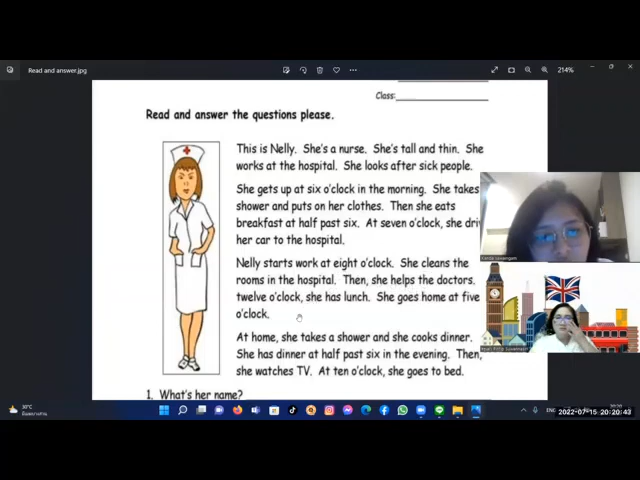 Read and answer.jpg
214%
Class:
Read and answer the questions please.
This is Nelly. She's a nurse. She's tall and thin. She
works at the hospital. She looks after sick people.
She gets up at six o'clock in the morning. She takes
shower and puts on her clothes. Then she eats
breakfast at half past six. At seven o'clock, she
her car to the hospital.
Nelly starts work at eight o'clock. She cleans the
rooms in the hospital. Then, she helps the doctors.
twelve o'clock, she has lunch. She goes home at five
o'clock.
At home, she takes a shower and she cooks dinner.
She has dinner at half past six in the evening. Then,
she watches TV. At ten o'clock, she goes to bed.
1. What's her name?
30°C
ENG
2022-07-15 20:20:43